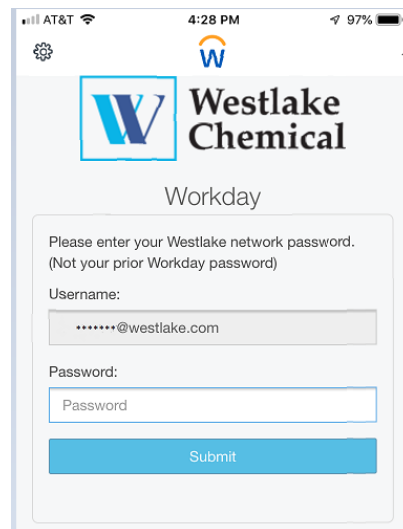 AT&T 4:28 PM 97%
W
W
Westlake
Chemical
Workday
Please enter your Westlake network password.
(Not your prior Workday password)
Username:
•••••••@westlake.com
Password:
Password
Submit